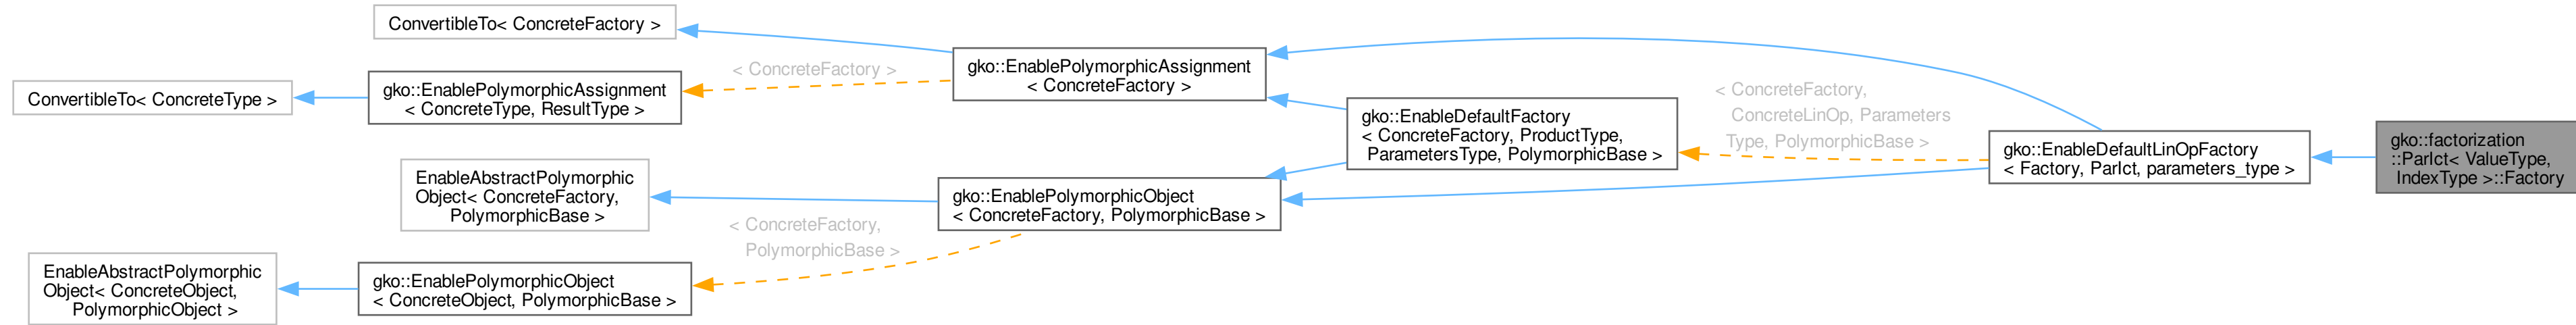 ConvertibleTo< ConcreteFactory >
ConvertibleTo< ConcreteType >
gko::EnablePolymorphicAssignment
< ConcreteType, ResultType >
< ConcreteFactory >
gko::EnablePolymorphicAssignment
< ConcreteFactory >
EnableAbstractPolymorphic
Object< ConcreteFactory,
PolymorphicBase >
EnableAbstractPolymorphic
Object< ConcreteObject,
PolymorphicObject >
gko::EnablePolymorphicObject
< ConcreteObject, PolymorphicBase >
< ConcreteFactory,
PolymorphicBase >
gko::EnablePolymorphicObject
< ConcreteFactory, PolymorphicBase >
gko::EnableDefaultFactory
< ConcreteFactory, ProductType,
ParametersType, PolymorphicBase >
< ConcreteFactory,
ConcreteLinOp, Parameters
Type, PolymorphicBase >
gko::EnableDefaultLinOpFactory
< Factory, ParIct, parameters_type >
gko::factorization
::ParIct< ValueType,
IndexType >::Factory